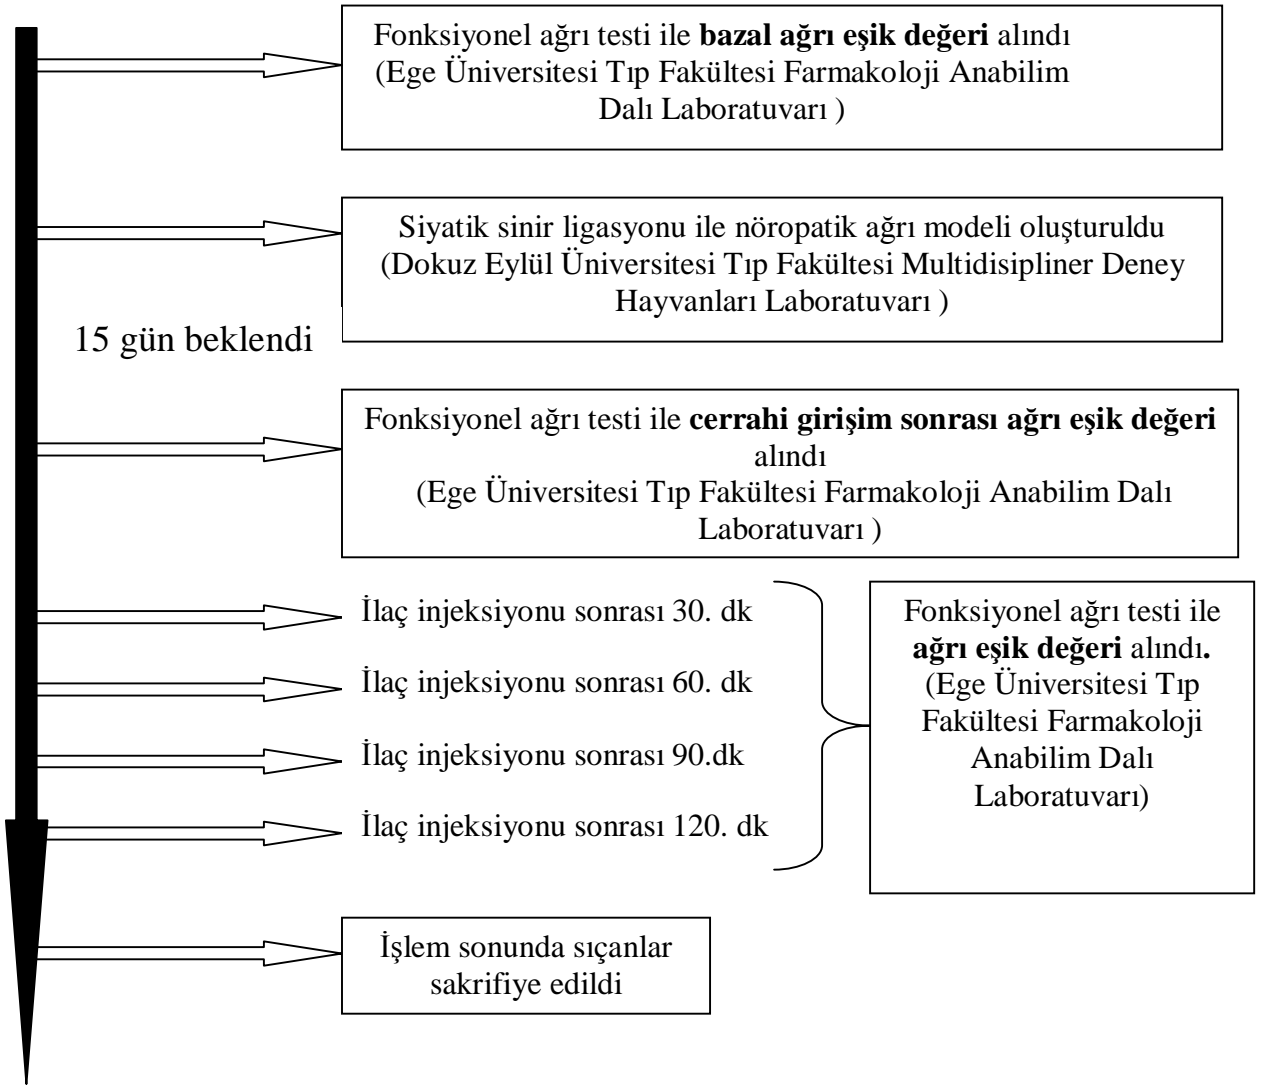 Fonksiyonel ağrı testi ile bazal ağrı eşik değeri alındı
(Ege Üniversitesi Tıp Fakültesi Farmakoloji Anabilim
Dalı Laboratuvarı )
Siyatik sinir ligasyonu ile nöropatik ağrı modeli oluşturuldu
(Dokuz Eylül Üniversitesi Tıp Fakültesi Multidisipliner Deney
Hayvanları Laboratuvarı )
15 gün beklendi
Fonksiyonel ağrı testi ile cerrahi girişim sonrası ağrı eşik değeri
alındı
(Ege Üniversitesi Tıp Fakültesi Farmakoloji Anabilim Dalı
Laboratuvarı )
İlaç injeksiyonu sonrası 30. dk
İlaç injeksiyonu sonrası 60. dk
İlaç injeksiyonu sonrası 90.dk
İlaç injeksiyonu sonrası 120. dk
Fonksiyonel ağrı testi ile
ağrı eşik değeri alındı.
(Ege Üniversitesi Tıp
Fakültesi Farmakoloji
Anabilim Dalı
Laboratuvarı)
İşlem sonunda sıçanlar
sakrifiye edildi